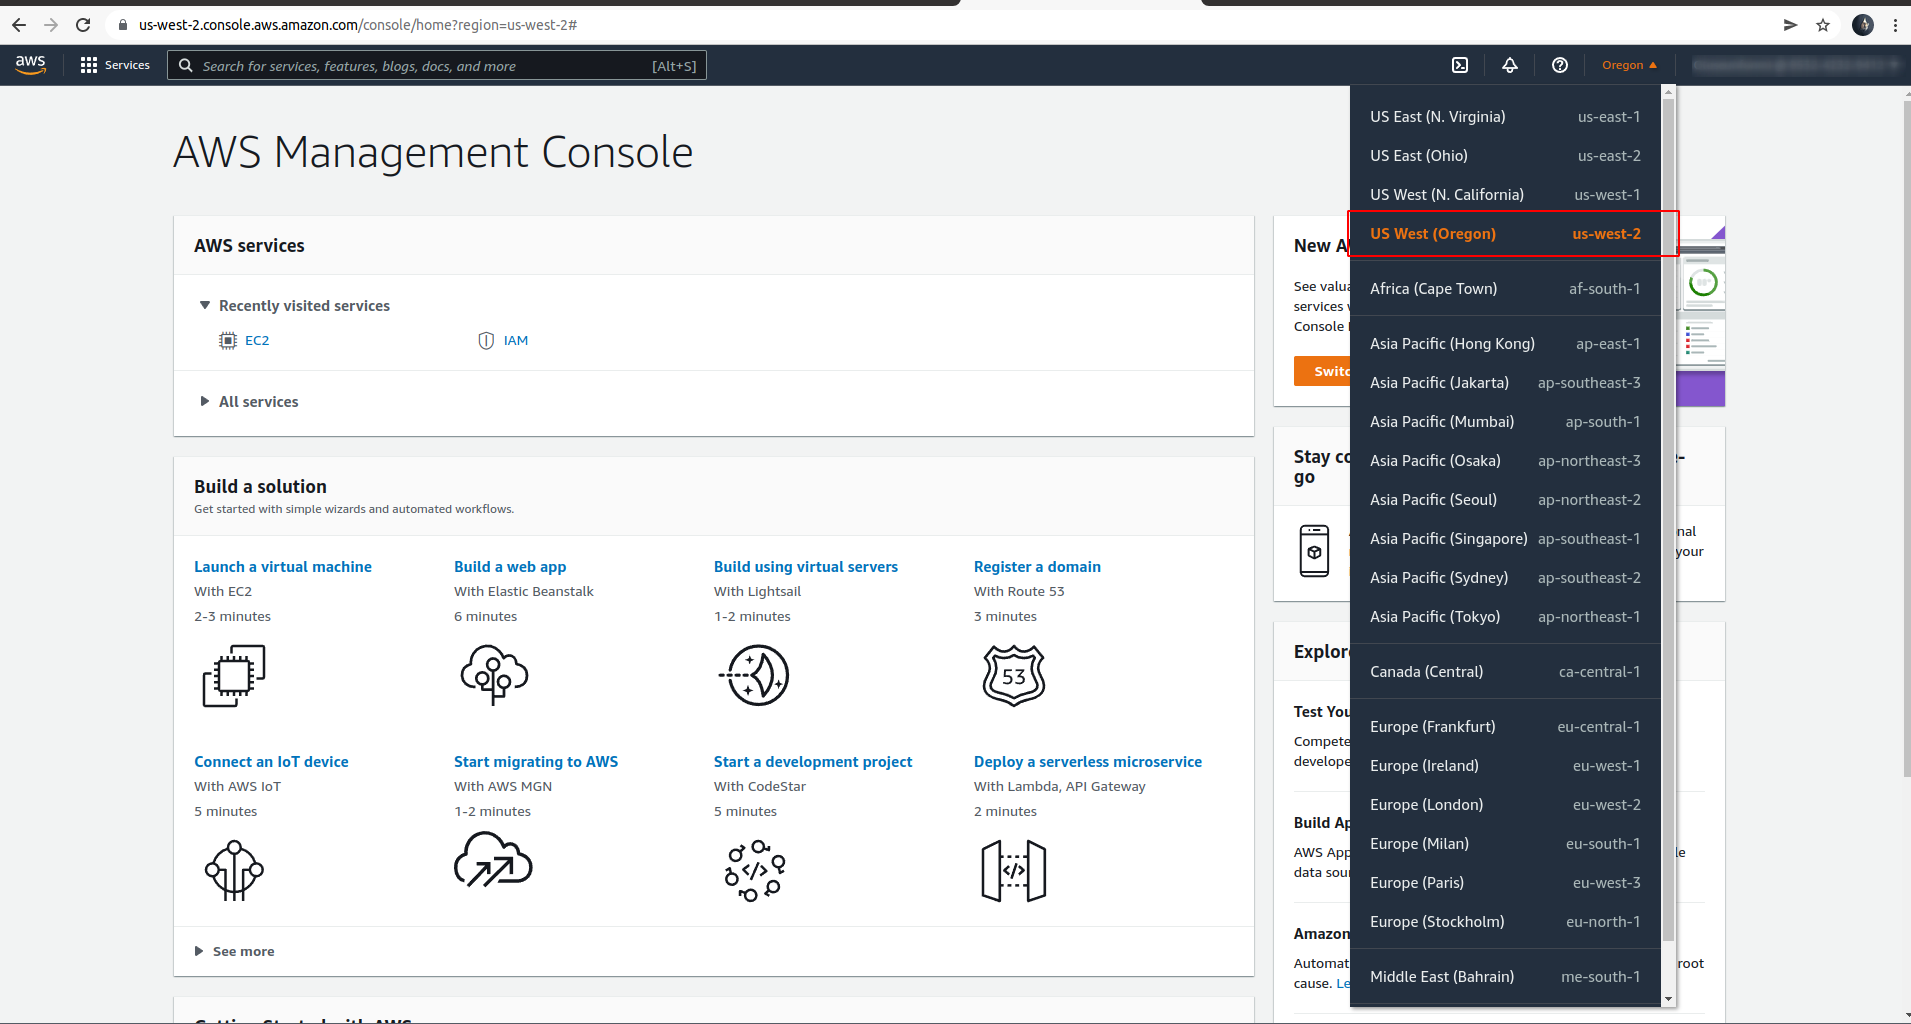 us-west-2.console.aws.amazon.com/console/home?region=us-west-2#
aws
Services
Search for services, features, blogs, docs, and more
[Alt+S]
Oregon
AWS Management Console
AWS services
Recently visited services
EC2
IAM
All services
Build a solution
Get started with simple wizards and automated workflows.
Launch a virtual machine
With EC2
2-3 minutes
Build a web app
With Elastic Beanstalk
6 minutes
Build using virtual servers
With Lightsail
1-2 minutes
Register a domain
With Route 53
3 minutes
53
Connect an IoT device
With AWS IoT
5 minutes
Start migrating to AWS
With AWS MGN
1-2 minutes
Start a development project
With CodeStar
5 minutes
</>
Deploy a serverless microservice
With Lambda, API Gateway
2 minutes
</>
See more
New A
See valua
services
Console
Switc
Stay co
go
nal
your
Explore
Test You
Compete
develope
Build Ap
AWS App
data sou
le
Amazon
Automat
root
cause. Le
US East (N. Virginia) us-east-1
US East (Ohio) us-east-2
US West (N. California) us-west-1
US West (Oregon) us-west-2
Africa (Cape Town) af-south-1
Asia Pacific (Hong Kong) ap-east-1
Asia Pacific (Jakarta) ap-southeast-3
Asia Pacific (Mumbai) ap-south-1
Asia Pacific (Osaka) ap-northeast-3
Asia Pacific (Seoul) ap-northeast-2
Asia Pacific (Singapore) ap-southeast-1
Asia Pacific (Sydney) ap-southeast-2
Asia Pacific (Tokyo) ap-northeast-1
Canada (Central) ca-central-1
Europe (Frankfurt) eu-central-1
Europe (Ireland) eu-west-1
Europe (London) eu-west-2
Europe (Milan) eu-south-1
Europe (Paris) eu-west-3
Europe (Stockholm) eu-north-1
Middle East (Bahrain) me-south-1